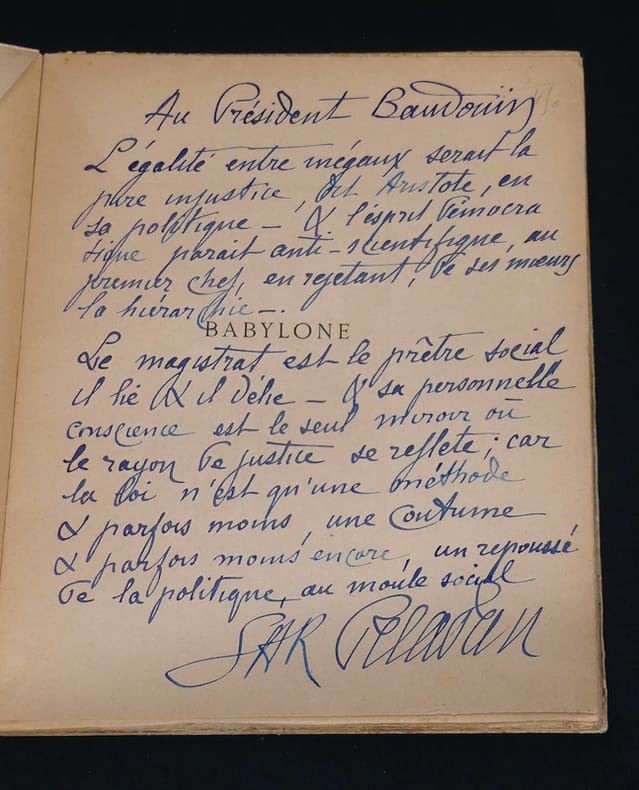 Au Président Baudouin
L'égalité entre inégaux serait la
pire injustice, dit Aristote, en
sa politique – & l'esprit Démocra
tique parait anti-scientifique, au
premier chef, en rejetant, de ses mœurs
la hiérarchie –.
BABYLONE
Le magistrat est le prêtre social
il lie & il délie – & sa personnelle
conscience est le seul miroir où
le rayon de justice se reflète ; car
la loi n'est qu'une méthode
& parfois moins, une Coutume
& parfois moins encore, un repoussé
de la politique, au moule social
SAR Peladan